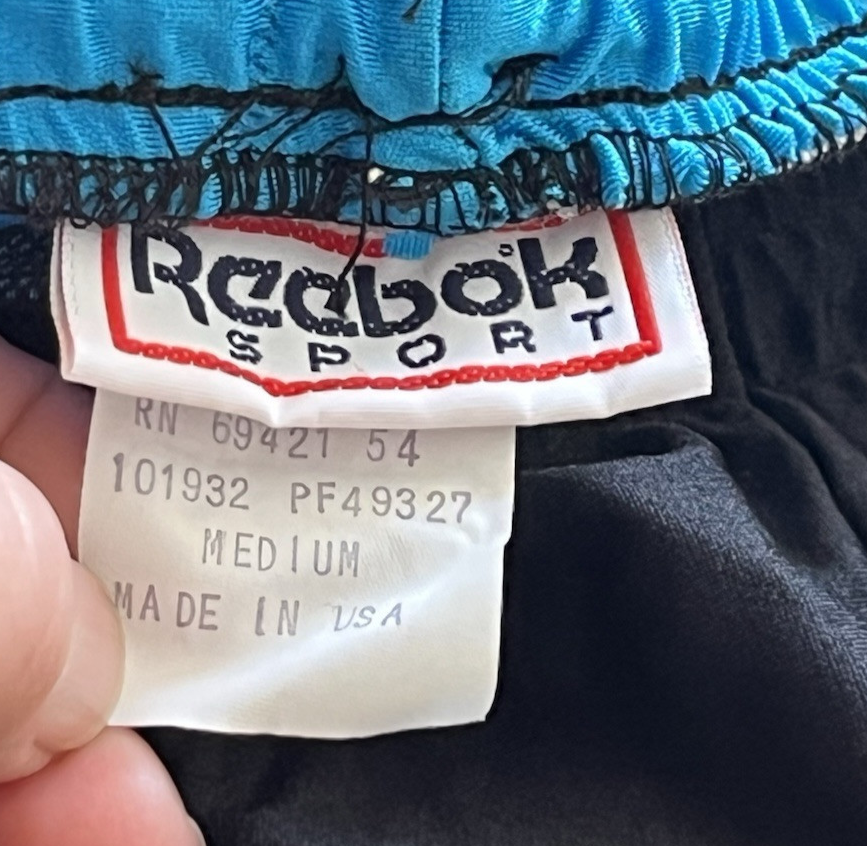 Reebok
SPORT
RN 69421 54
101932 PF49327
MEDIUM
MADE IN USA